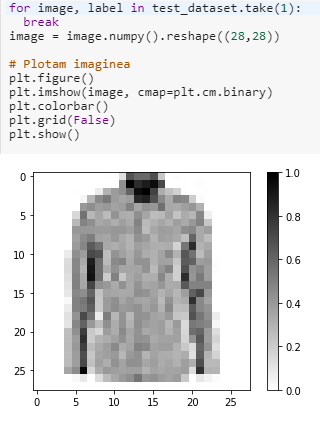 for image, label in test_dataset.take(1):
  break
image = image.numpy().reshape((28,28))

# Plotam imaginea
plt.figure()
plt.imshow(image, cmap=plt.cm.binary)
plt.colorbar()
plt.grid(False)
plt.show()
0
5
10
15
20
25
0 5 10 15 20 25
1.0
0.8
0.6
0.4
0.2
0.0